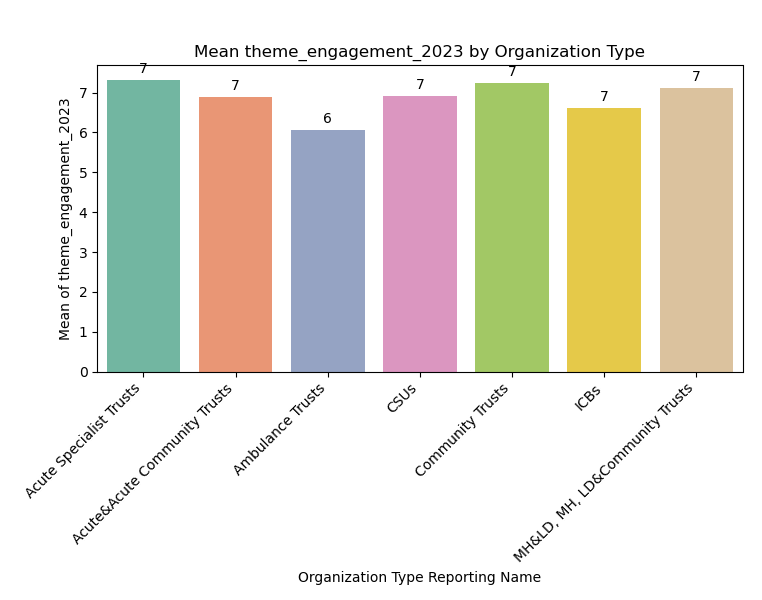 Mean theme_engagement_2023 by Organization Type
7
7
6
7
7
7
7
Mean of theme_engagement_2023
7
6
5
4
3
2
1
0
Acute Specialist Trusts
Acute&Acute Community Trusts
Ambulance Trusts
CSUs
Community Trusts
ICBs
MH&LD, MH, LD&Community Trusts
Organization Type Reporting Name